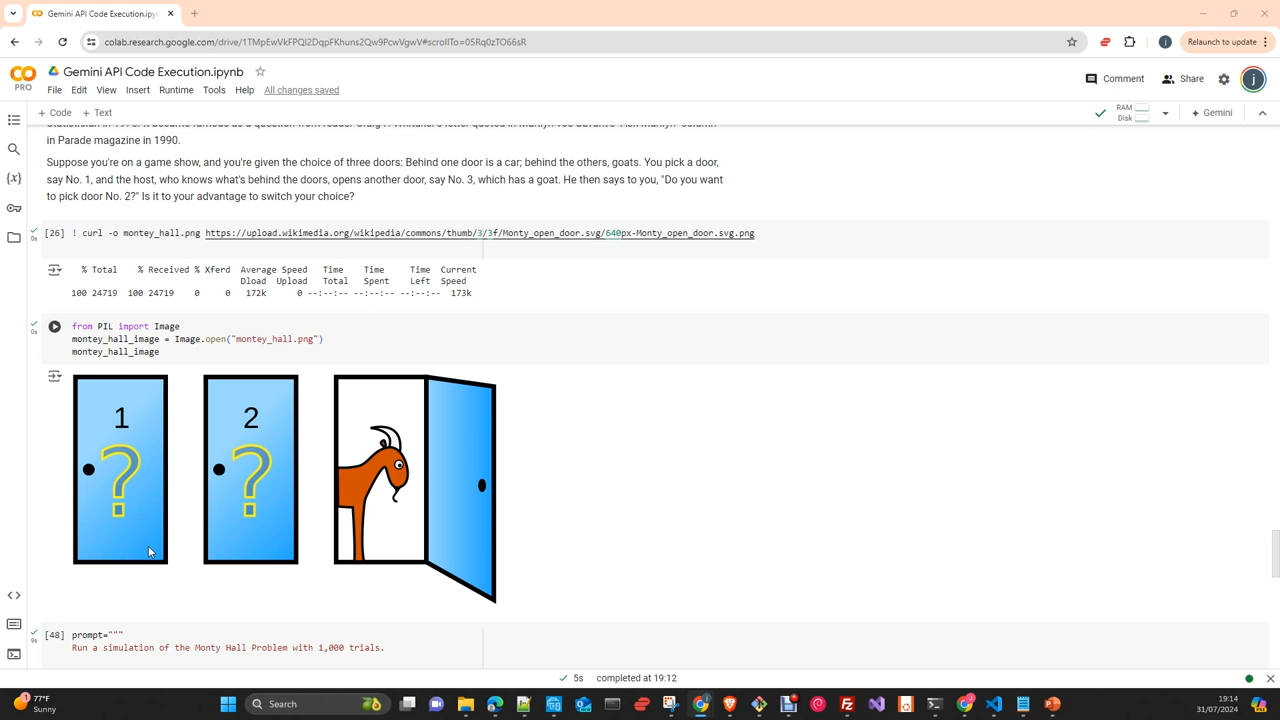 Gemini API Code Execution.ipyn
colab.research.google.com/drive/1TMpEwVkFPQl2DqpFKhuns2Qw9PcwVgwV#scrollTo=05Rq0zTO66sR
Relaunch to update
PRO
Gemini API Code Execution.ipynb
Comment
Share
j
File Edit View Insert Runtime Tools Help All changes saved
+ Code + Text
RAM
Disk
Gemini
in Parade magazine in 1990.
Suppose you're on a game show, and you're given the choice of three doors: Behind one door is a car; behind the others, goats. You pick a door,
say No. 1, and the host, who knows what's behind the doors, opens another door, say No. 3, which has a goat. He then says to you, "Do you want
to pick door No. 2?" Is it to your advantage to switch your choice?
[26] ! curl -o montey_hall.png https://upload.wikimedia.org/wikipedia/commons/thumb/3/3f/Monty_open_door.svg/640px-Monty_open_door.svg.png
0s
% Total % Received % Xferd Average Speed Time Time Time Current
Dload Upload Total Spent Left Speed
100 24719 100 24719 0 0 172k 0 --:--:-- --:--:-- --:--:-- 173k
from PIL import Image
0s
montey_hall_image = Image.open("montey_hall.png")
montey_hall_image
1 2
? ?
[48] prompt="""
9s
Run a simulation of the Monty Hall Problem with 1,000 trials.
5s completed at 19:12
77°F
Sunny
Search
19:14
31/07/2024